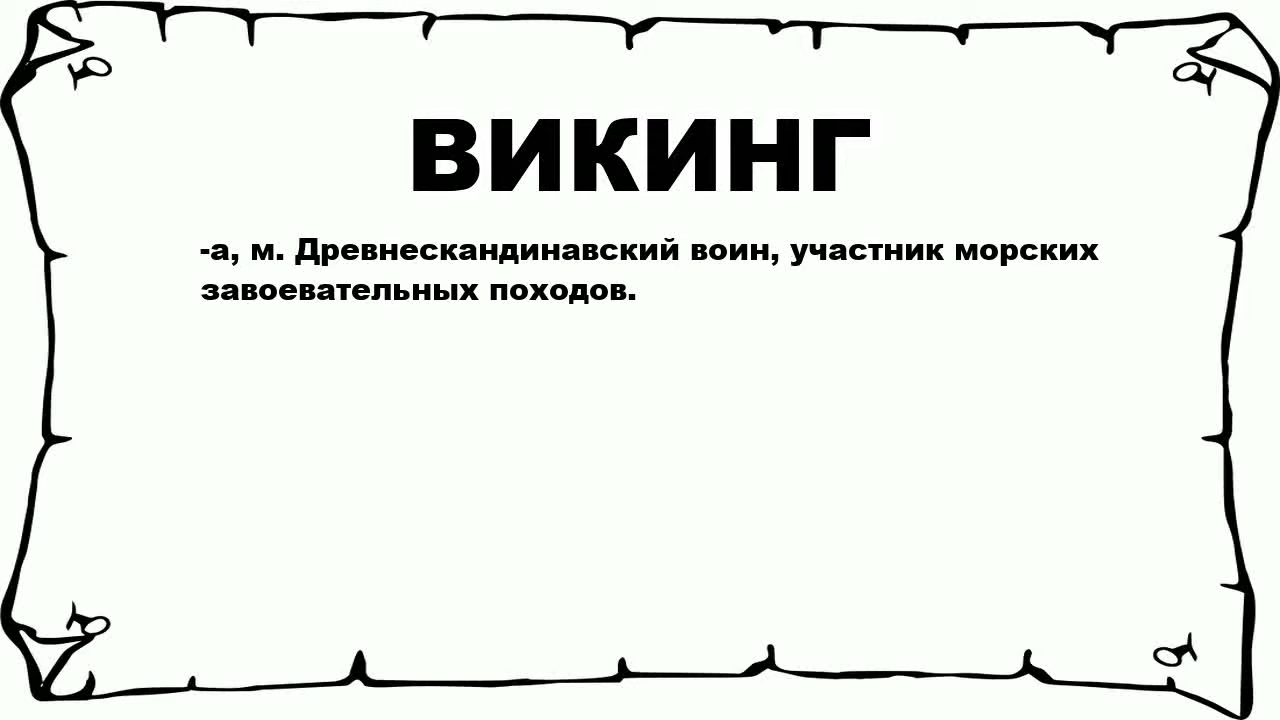 ВИКИНГ
-а, м. Древнескандинавский воин, участник морских
завоевательных походов.